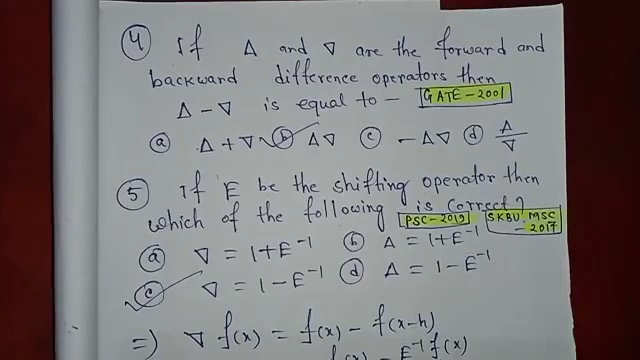 ④ If Δ and ∇ are the forward and
backward difference operators then
Δ - ∇ is equal to - GATE-2001
ⓐ Δ+∇ ⓑ Δ∇ ⓒ -Δ∇ ⓓ Δ/∇
⑤ If E be the shifting operator then
which of the following is correct?
PSC-2019 SKBU MSC - 2017
ⓐ ∇ = 1+E⁻¹ ⓑ Δ = 1+E⁻¹
ⓒ ∇ = 1-E⁻¹ ⓓ Δ = 1-E⁻¹
⇒ ∇ f(x) = f(x) - f(x-h)
f(x) - E⁻¹f(x)